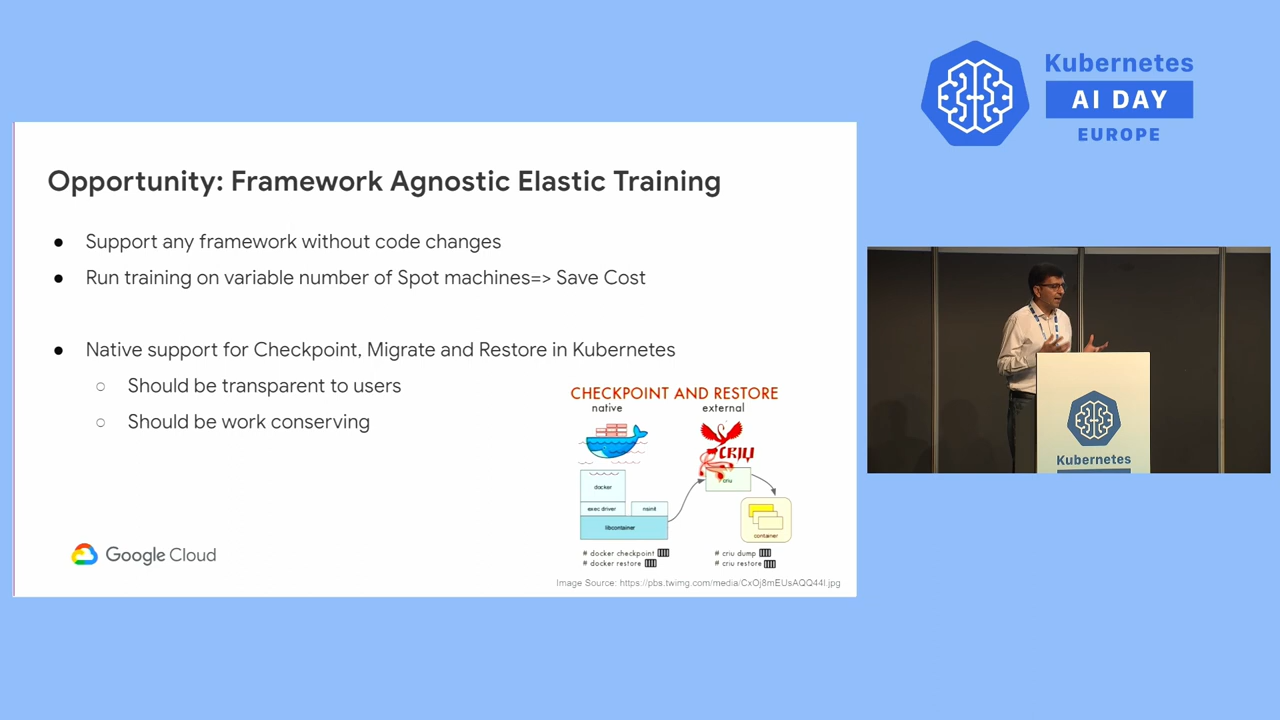 Kubernetes
AI DAY
EUROPE
Opportunity: Framework Agnostic Elastic Training
● Support any framework without code changes
● Run training on variable number of Spot machines=> Save Cost
● Native support for Checkpoint, Migrate and Restore in Kubernetes
○ Should be transparent to users
○ Should be work conserving
CHECKPOINT AND RESTORE
native external
CRIU
docker
criu
exec driver nsinit
libcontainer
container
# docker checkpoint # criu dump
# docker restore # criu restore
Image Source: https://pbs.twimg.com/media/CxOj8mEUsAQQ44l.jpg
Google Cloud
Kubernetes